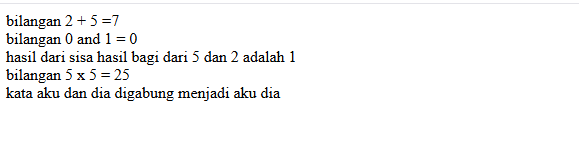 bilangan 2 + 5 =7
bilangan 0 and 1 = 0
hasil dari sisa hasil bagi dari 5 dan 2 adalah 1
bilangan 5 x 5 = 25
kata aku dan dia digabung menjadi aku dia